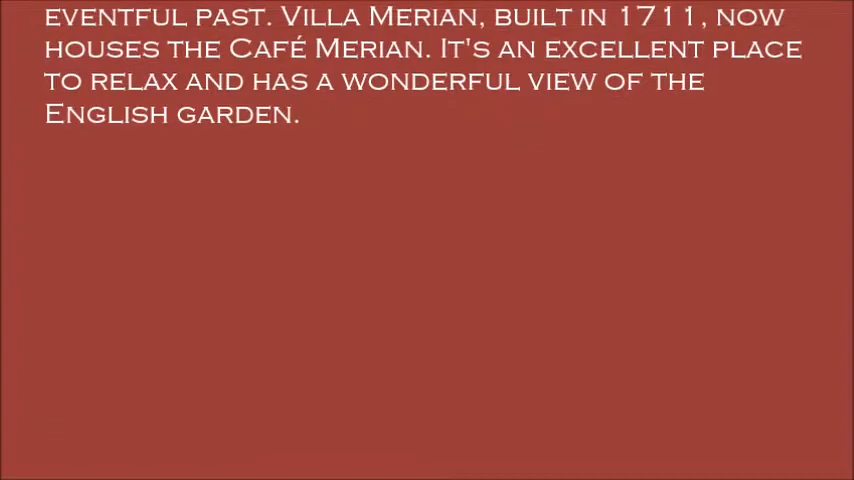 EVENTFUL PAST. VILLA MERIAN, BUILT IN 1711, NOW
HOUSES THE CAFÉ MERIAN. IT'S AN EXCELLENT PLACE
TO RELAX AND HAS A WONDERFUL VIEW OF THE
ENGLISH GARDEN.